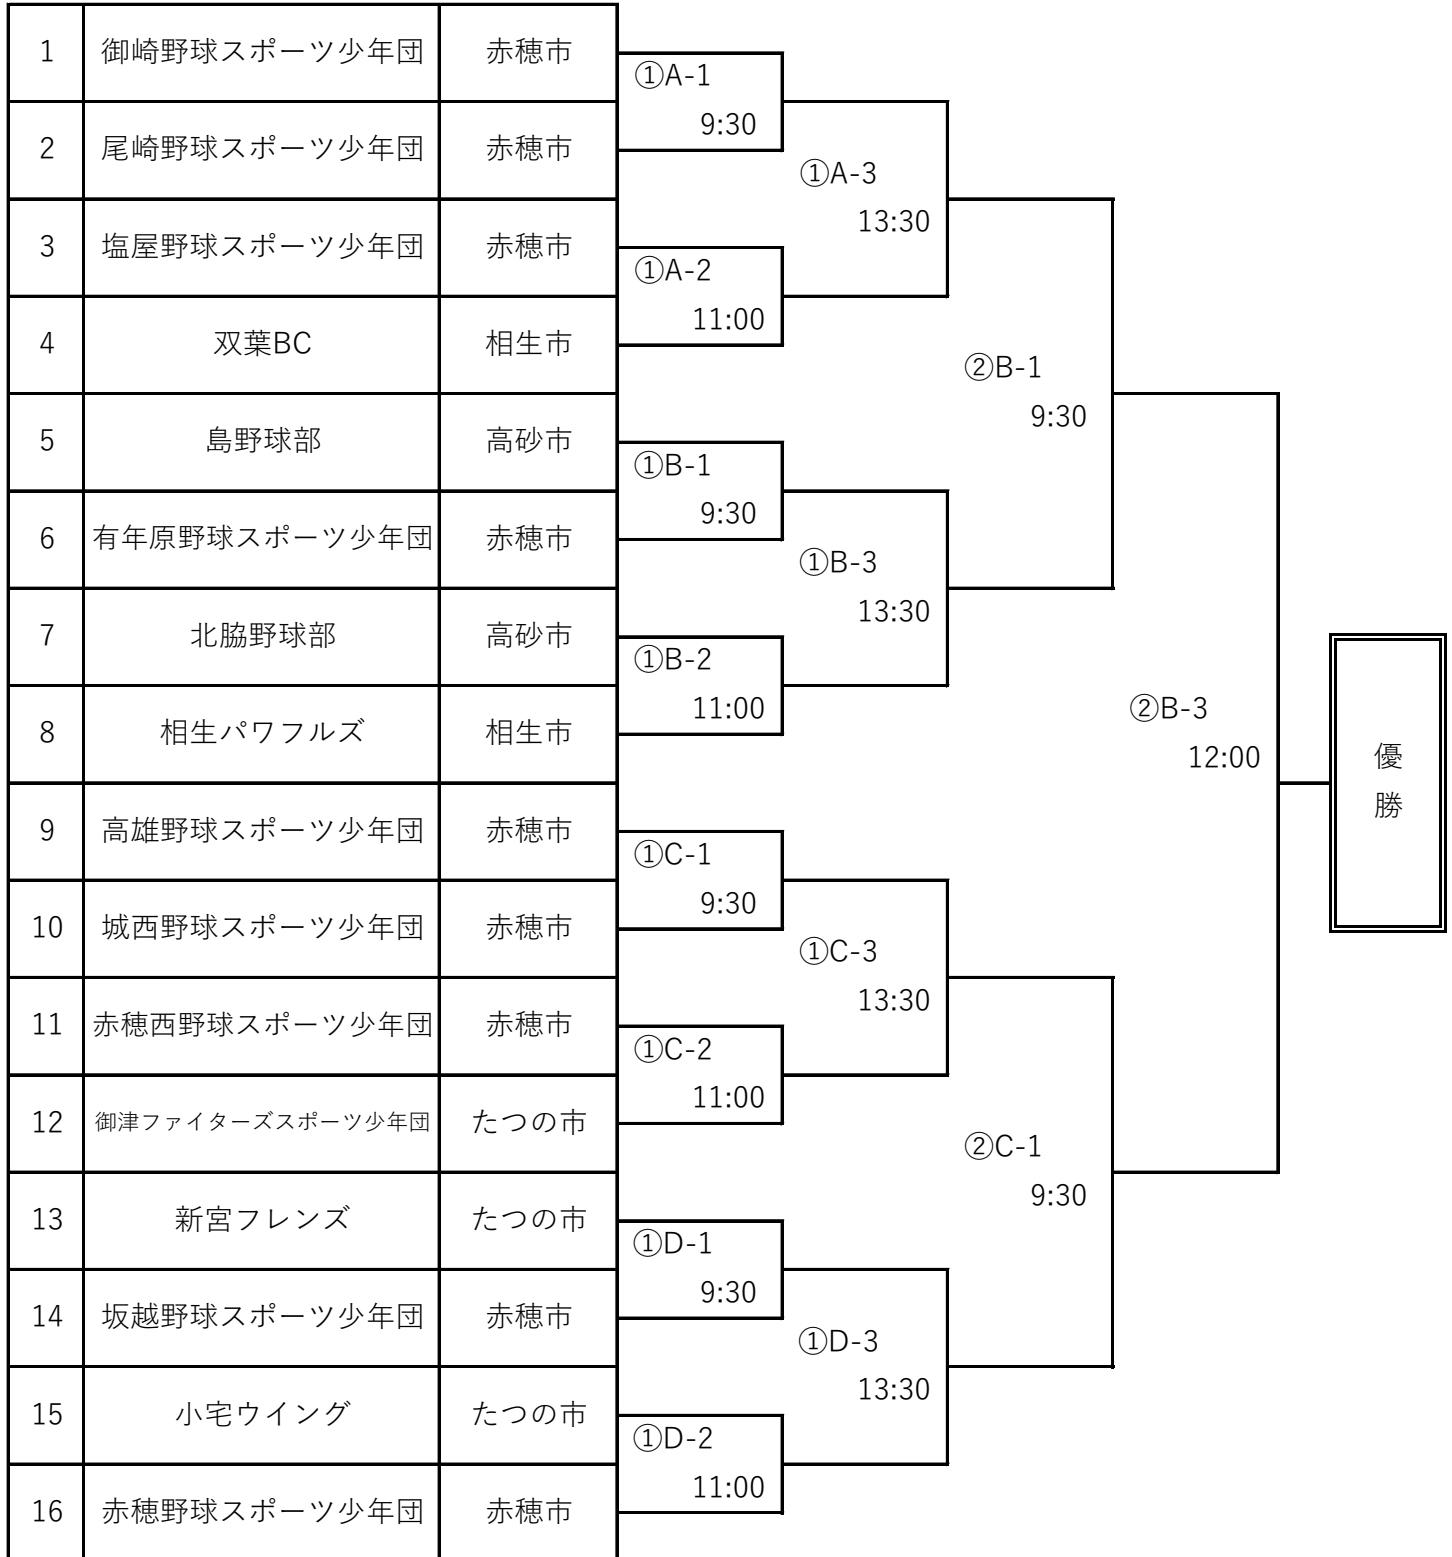 1 御崎野球スポーツ少年団 赤穂市
①A-1
9:30
2 尾崎野球スポーツ少年団 赤穂市
①A-3
13:30
3 塩屋野球スポーツ少年団 赤穂市
①A-2
11:00
4 双葉BC 相生市
②B-1
9:30
5 島野球部 高砂市
①B-1
9:30
6 有年原野球スポーツ少年団 赤穂市
①B-3
13:30
7 北脇野球部 高砂市
①B-2
11:00
8 相生パワフルズ 相生市
②B-3
12:00
優
勝
9 高雄野球スポーツ少年団 赤穂市
①C-1
9:30
10 城西野球スポーツ少年団 赤穂市
①C-3
13:30
11 赤穂西野球スポーツ少年団 赤穂市
①C-2
11:00
12 御津ファイターズスポーツ少年団 たつの市
②C-1
9:30
13 新宮フレンズ たつの市
①D-1
9:30
14 坂越野球スポーツ少年団 赤穂市
①D-3
13:30
15 小宅ウイング たつの市
①D-2
11:00
16 赤穂野球スポーツ少年団 赤穂市